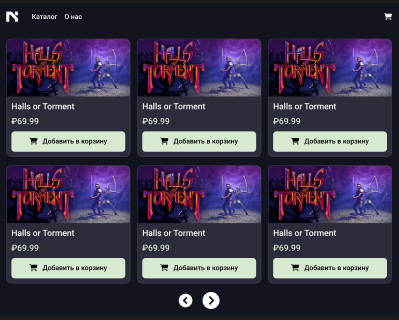 N
Каталог О нас
HALLS OF TORMENT HALLS OF TORMENT HALLS OF TORMENT
Halls or Torment Halls or Torment Halls or Torment
₽69.99 ₽69.99 ₽69.99
Добавить в корзину Добавить в корзину Добавить в корзину
HALLS OF TORMENT HALLS OF TORMENT HALLS OF TORMENT
Halls or Torment Halls or Torment Halls or Torment
₽69.99 ₽69.99 ₽69.99
Добавить в корзину Добавить в корзину Добавить в корзину